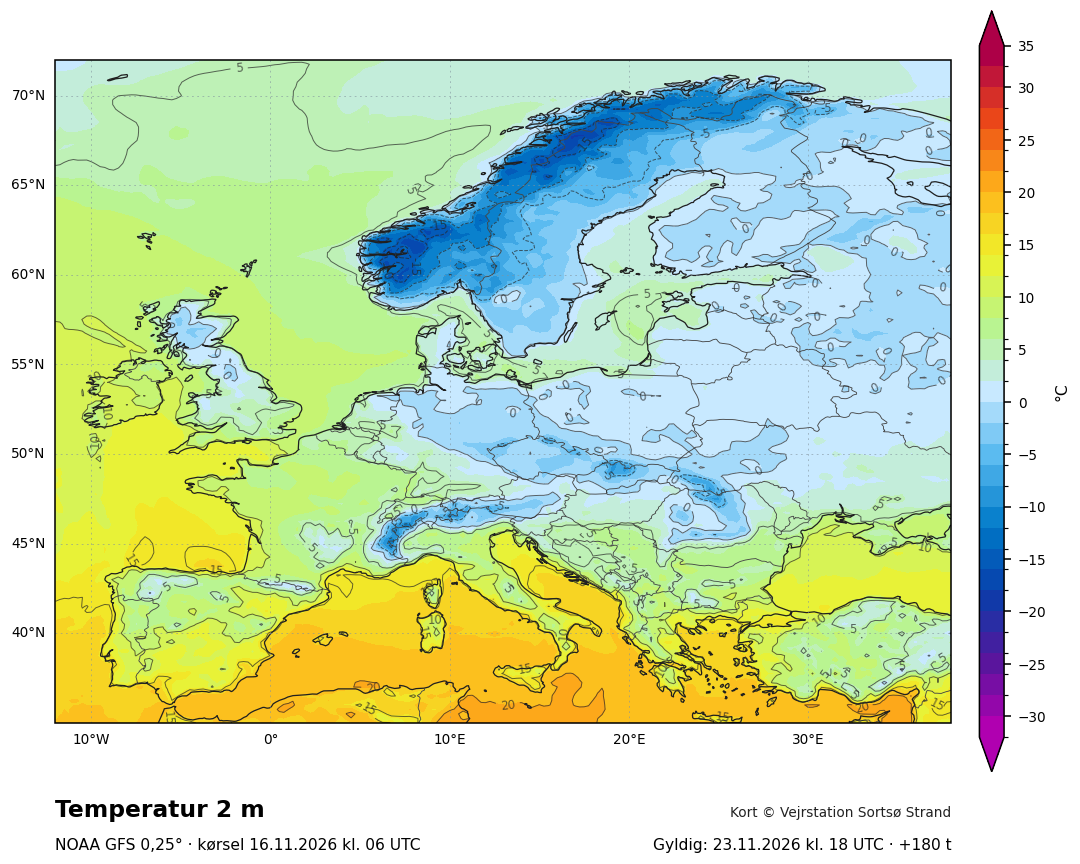 35
30
25
20
15
10
5
0
−5
−10
−15
−20
−25
−30
°C
70°N
65°N
60°N
55°N
50°N
45°N
40°N
10°W 0° 10°E 20°E 30°E
Temperatur 2 m
Kort © Vejrstation Sortsø Strand
NOAA GFS 0,25° · kørsel 16.11.2026 kl. 06 UTC
Gyldig: 23.11.2026 kl. 18 UTC · +180 t